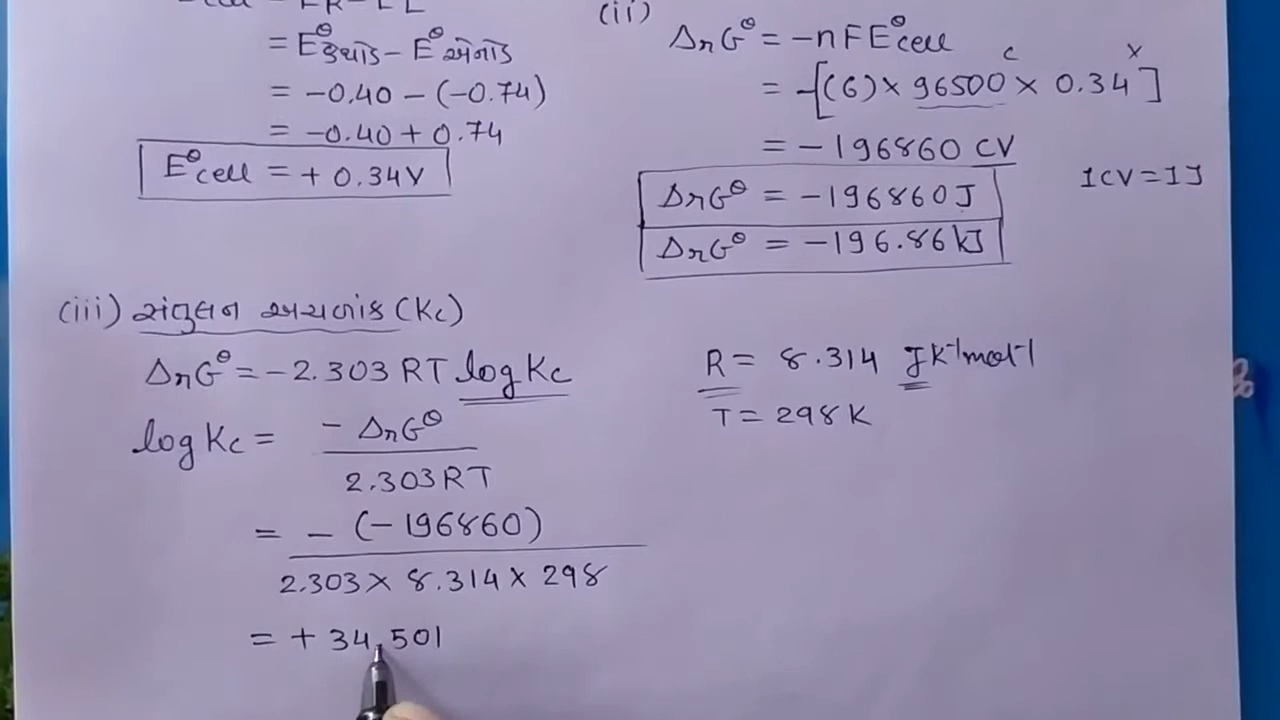 = E⊖કેથોડ - E⊖એનોડ
= -0.40 - (-0.74)
= -0.40 + 0.74
E⊖cell = + 0.34V
(ii)
ΔrG⊖ = -nFE⊖cell
C V
= -[(6) × 96500 × 0.34]
= -196860 CV
1CV = 1J
ΔrG⊖ = -196860J
ΔrG⊖ = -196.86 kJ
(iii) સંતુલન અચળાંક (Kc)
ΔrG⊖ = -2.303 RT log Kc
log Kc = -ΔrG⊖
2.303 RT
= -(-196860)
2.303 × 8.314 × 298
= + 34.501
R = 8.314 JK⁻¹mol⁻¹
T = 298 K